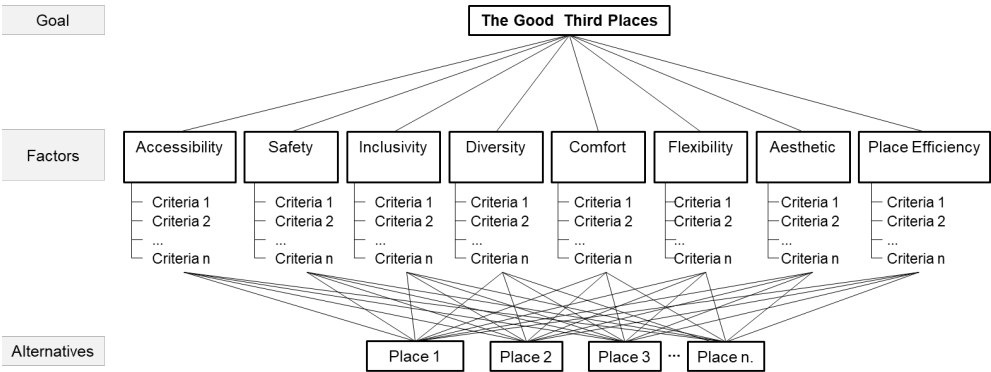 Goal
The Good Third Places
Factors
Accessibility
Safety
Inclusivity
Diversity
Comfort
Flexibility
Aesthetic
Place Efficiency
Criteria 1
Criteria 2
...
Criteria n
Criteria 1
Criteria 2
...
Criteria n
Criteria 1
Criteria 2
...
Criteria n
Criteria 1
Criteria 2
...
Criteria n
Criteria 1
Criteria 2
...
Criteria n
Criteria 1
Criteria 2
...
Criteria n
Criteria 1
Criteria 2
...
Criteria n
Criteria 1
Criteria 2
...
Criteria n
Alternatives
Place 1
Place 2
Place 3
...
Place n.